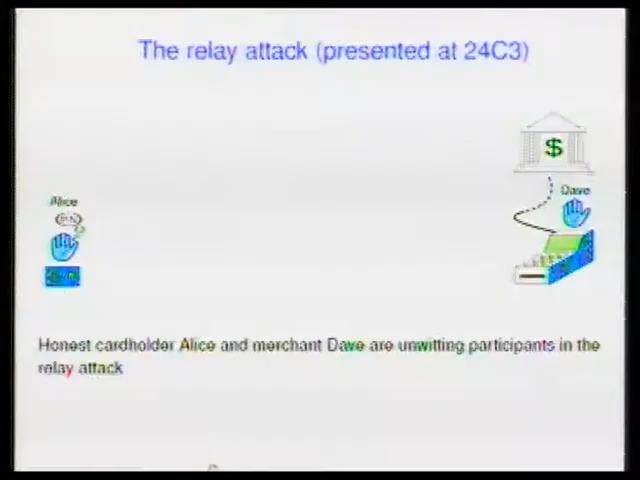 The relay attack (presented at 24C3)
$
Dave
Alice
PIN
Honest cardholder Alice and merchant Dave are unwitting participants in the
relay attack